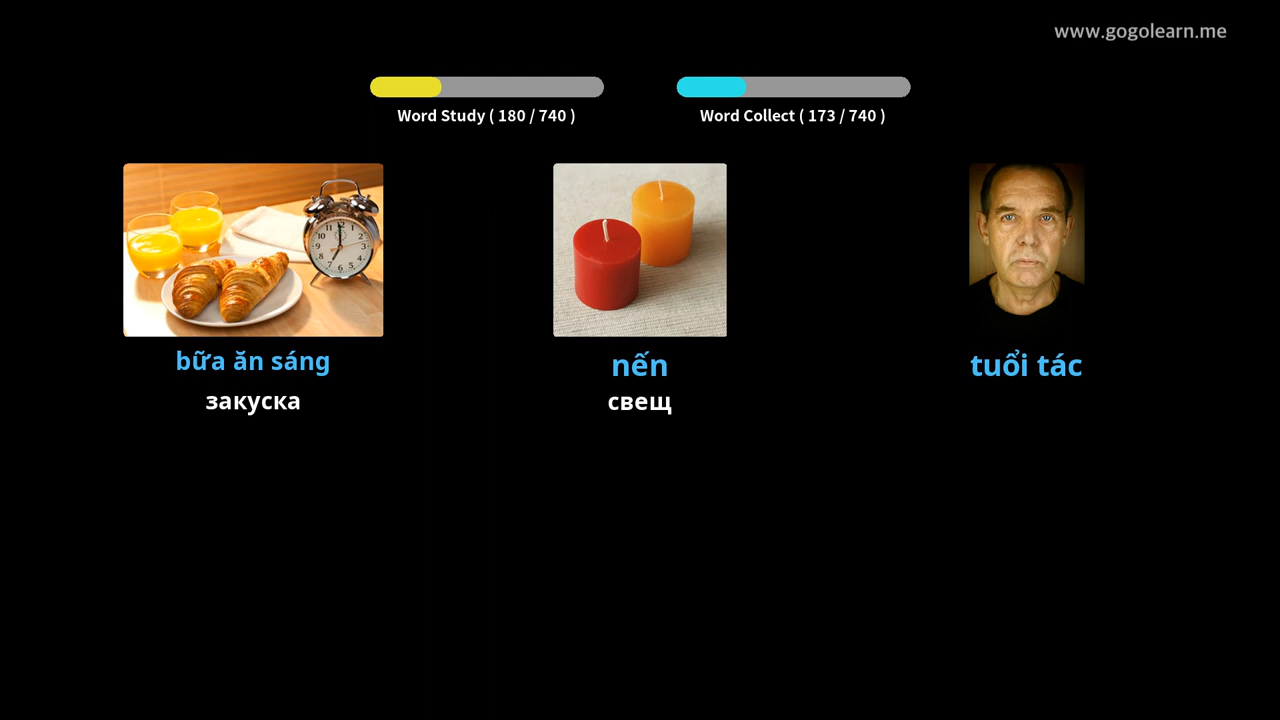 www.gogolearn.me
Word Study ( 180 / 740 )
Word Collect ( 173 / 740 )
bữa ăn sáng
закуска
nến
свещ
tuổi tác